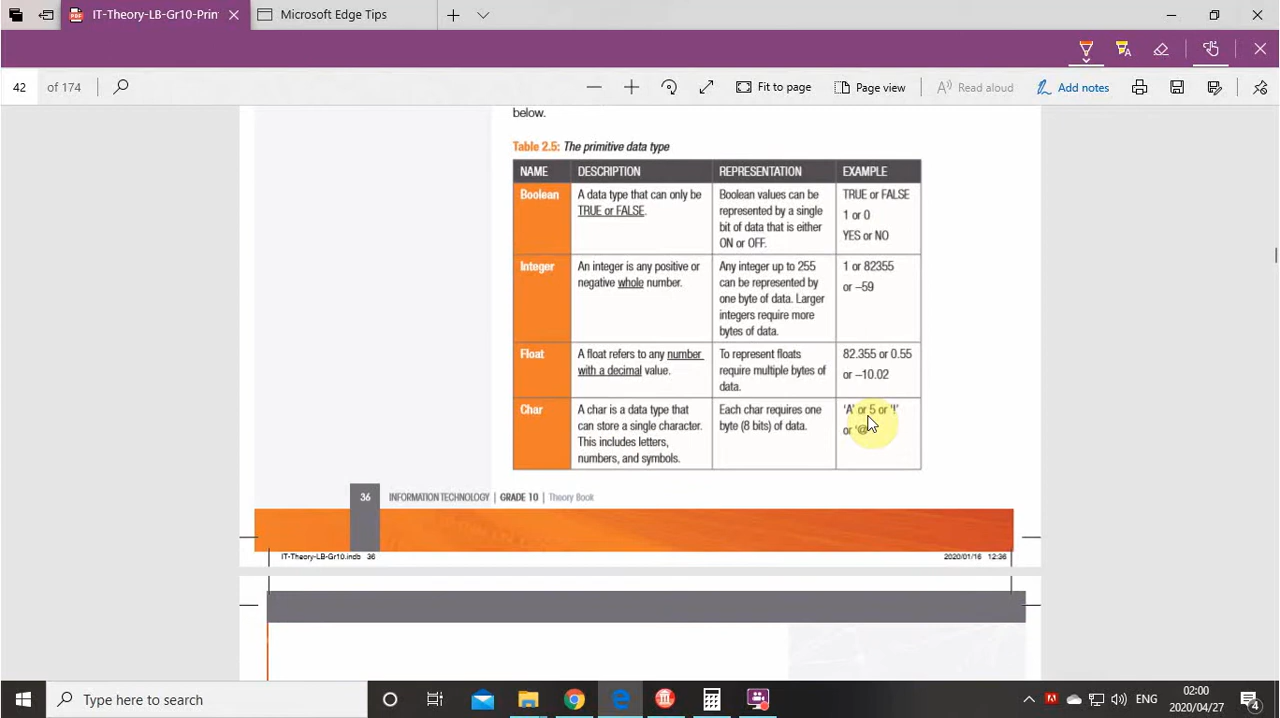 IT-Theory-LB-Gr10-Prin
Microsoft Edge Tips
42 of 174
Fit to page
Page view
Read aloud
Add notes
below.
Table 2.5: The primitive data type
NAME DESCRIPTION REPRESENTATION EXAMPLE
Boolean
A data type that can only be
TRUE or FALSE.
Boolean values can be
represented by a single
bit of data that is either
ON or OFF.
TRUE or FALSE
1 or 0
YES or NO
Integer
An integer is any positive or
negative whole number.
Any integer up to 255
can be represented by
one byte of data. Larger
integers require more
bytes of data.
1 or 82355
or –59
Float
A float refers to any number
with a decimal value.
To represent floats
require multiple bytes of
data.
82.355 or 0.55
or –10.02
Char
A char is a data type that
can store a single character.
This includes letters,
numbers, and symbols.
Each char requires one
byte (8 bits) of data.
‘A’ or 5 or ‘!’
or ‘@
36 INFORMATION TECHNOLOGY | GRADE 10 | Theory Book
IT-Theory-LB-Gr10.indb 36
2020/01/16 12:36
Type here to search
ENG
02:00
2020/04/27
4